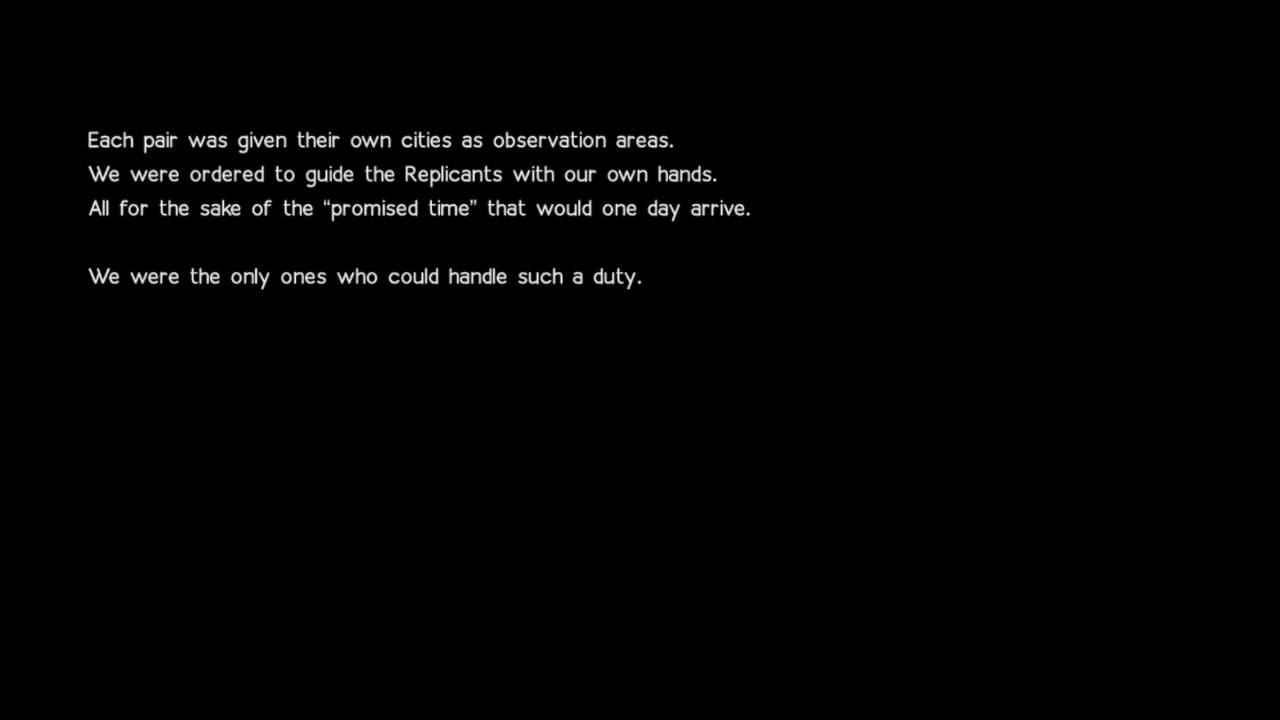 Each pair was given their own cities as observation areas.
We were ordered to guide the Replicants with our own hands.
All for the sake of the “promised time” that would one day arrive.
We were the only ones who could handle such a duty.